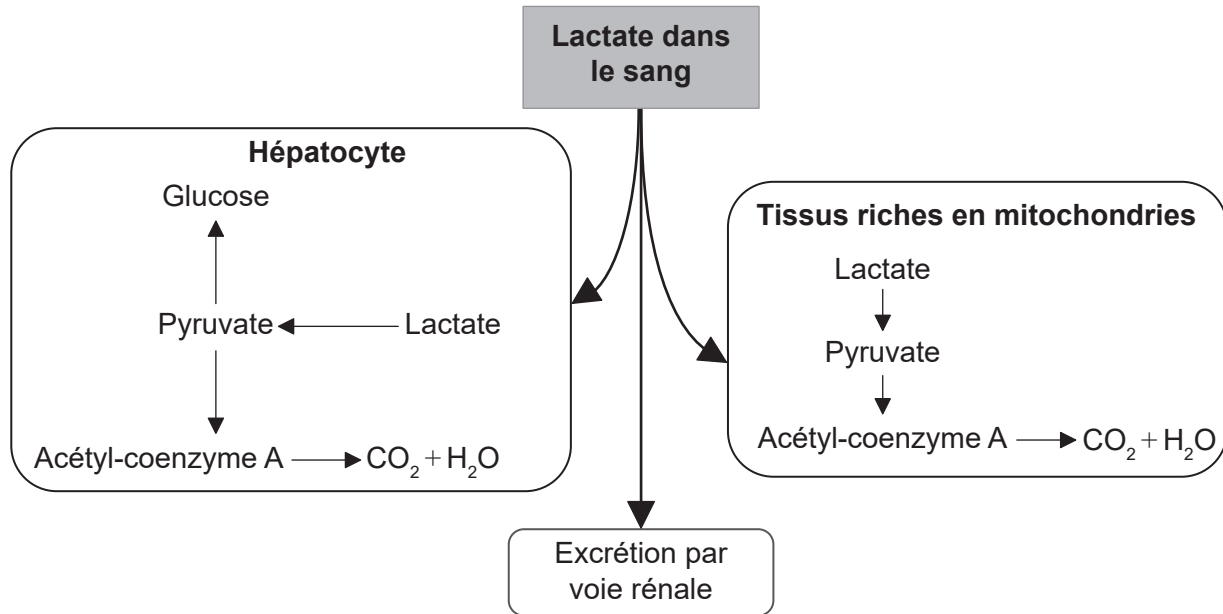 Lactate dans
le sang
Hépatocyte
Glucose
Pyruvate
Lactate
Acétyl-coenzyme A
CO₂ + H₂O
Tissus riches en mitochondries
Lactate
Pyruvate
Acétyl-coenzyme A
CO₂ + H₂O
Excrétion par
voie rénale